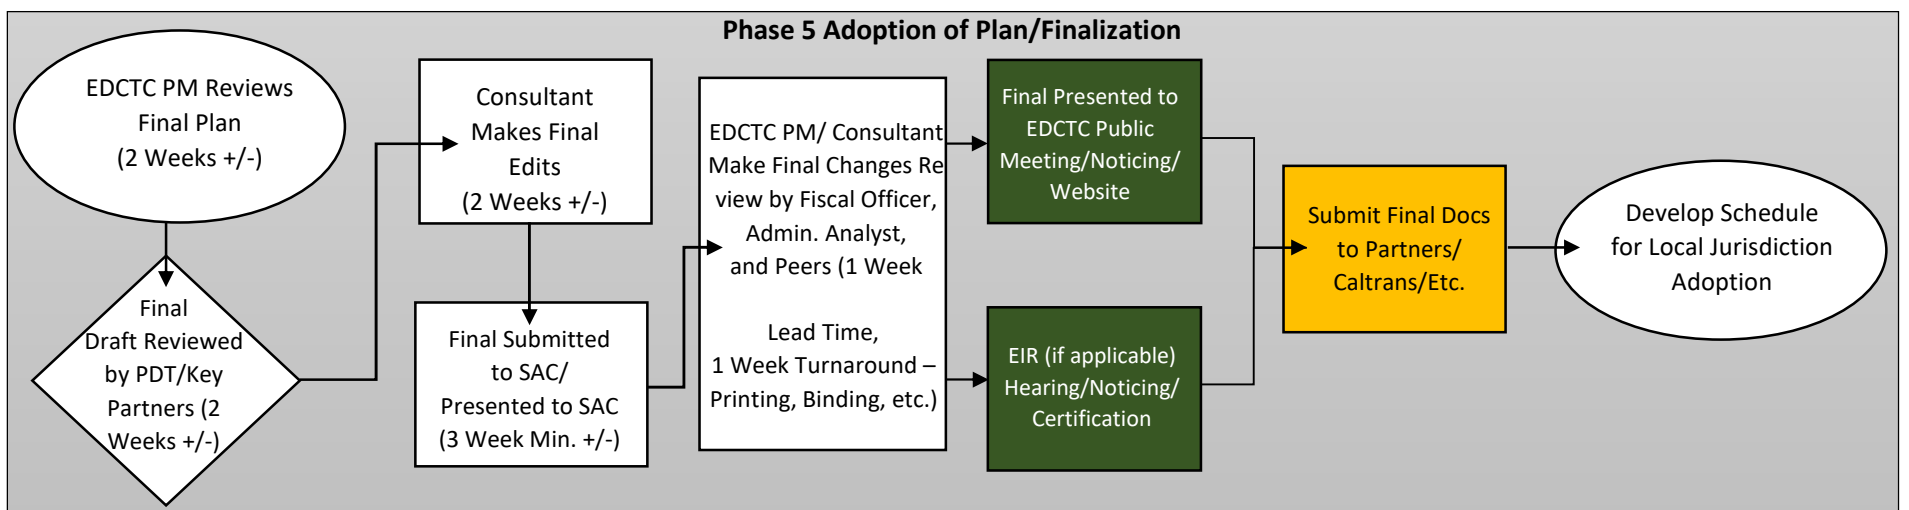 Phase 5 Adoption of Plan/Finalization
EDCTC PM Reviews
Final Plan
(2 Weeks +/-)
Final
Draft Reviewed
by PDT/Key
Partners (2
Weeks +/-)
Consultant
Makes Final
Edits
(2 Weeks +/-)
Final Submitted
to SAC/
Presented to SAC
(3 Week Min. +/-)
EDCTC PM/ Consultant
Make Final Changes Re
view by Fiscal Officer,
Admin. Analyst,
and Peers (1 Week
Lead Time,
1 Week Turnaround –
Printing, Binding, etc.)
Final Presented to
EDCTC Public
Meeting/Noticing/
Website
EIR (if applicable)
Hearing/Noticing/
Certification
Submit Final Docs
to Partners/
Caltrans/Etc.
Develop Schedule
for Local Jurisdiction
Adoption